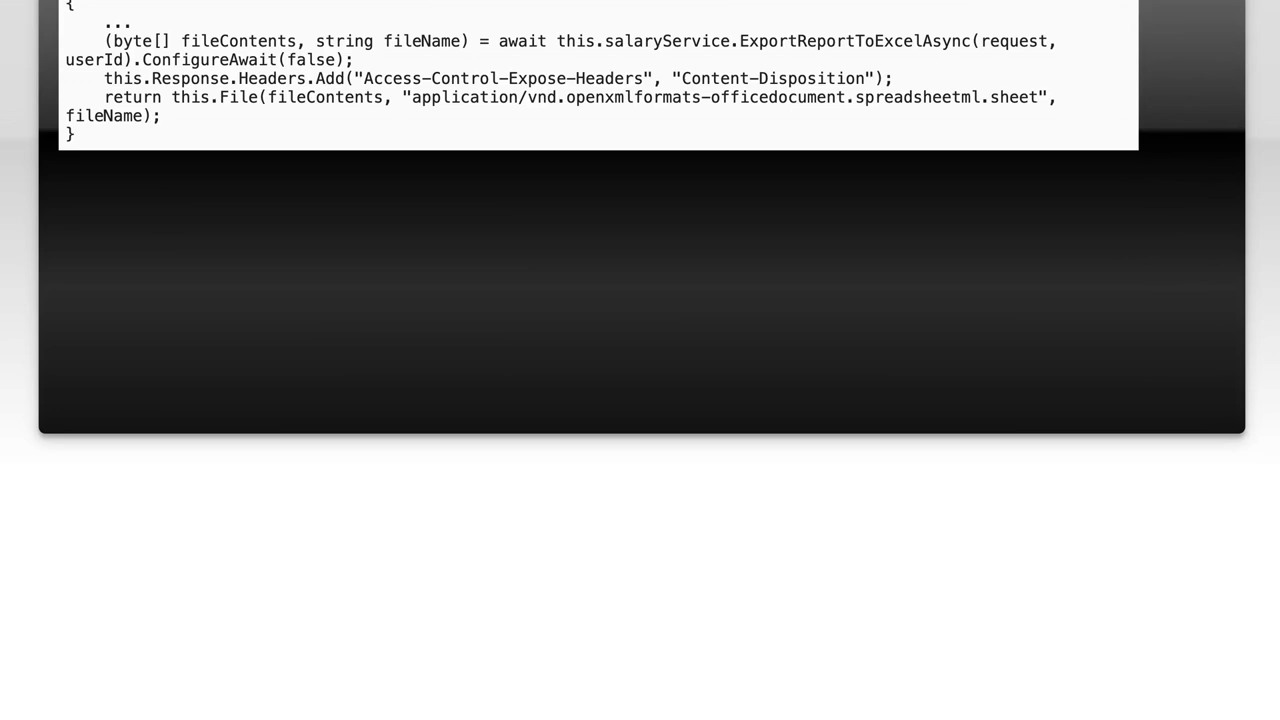 {
    ...
    (byte[] fileContents, string fileName) = await this.salaryService.ExportReportToExcelAsync(request,
userId).ConfigureAwait(false);
    this.Response.Headers.Add("Access-Control-Expose-Headers", "Content-Disposition");
    return this.File(fileContents, "application/vnd.openxmlformats-officedocument.spreadsheetml.sheet",
fileName);
}